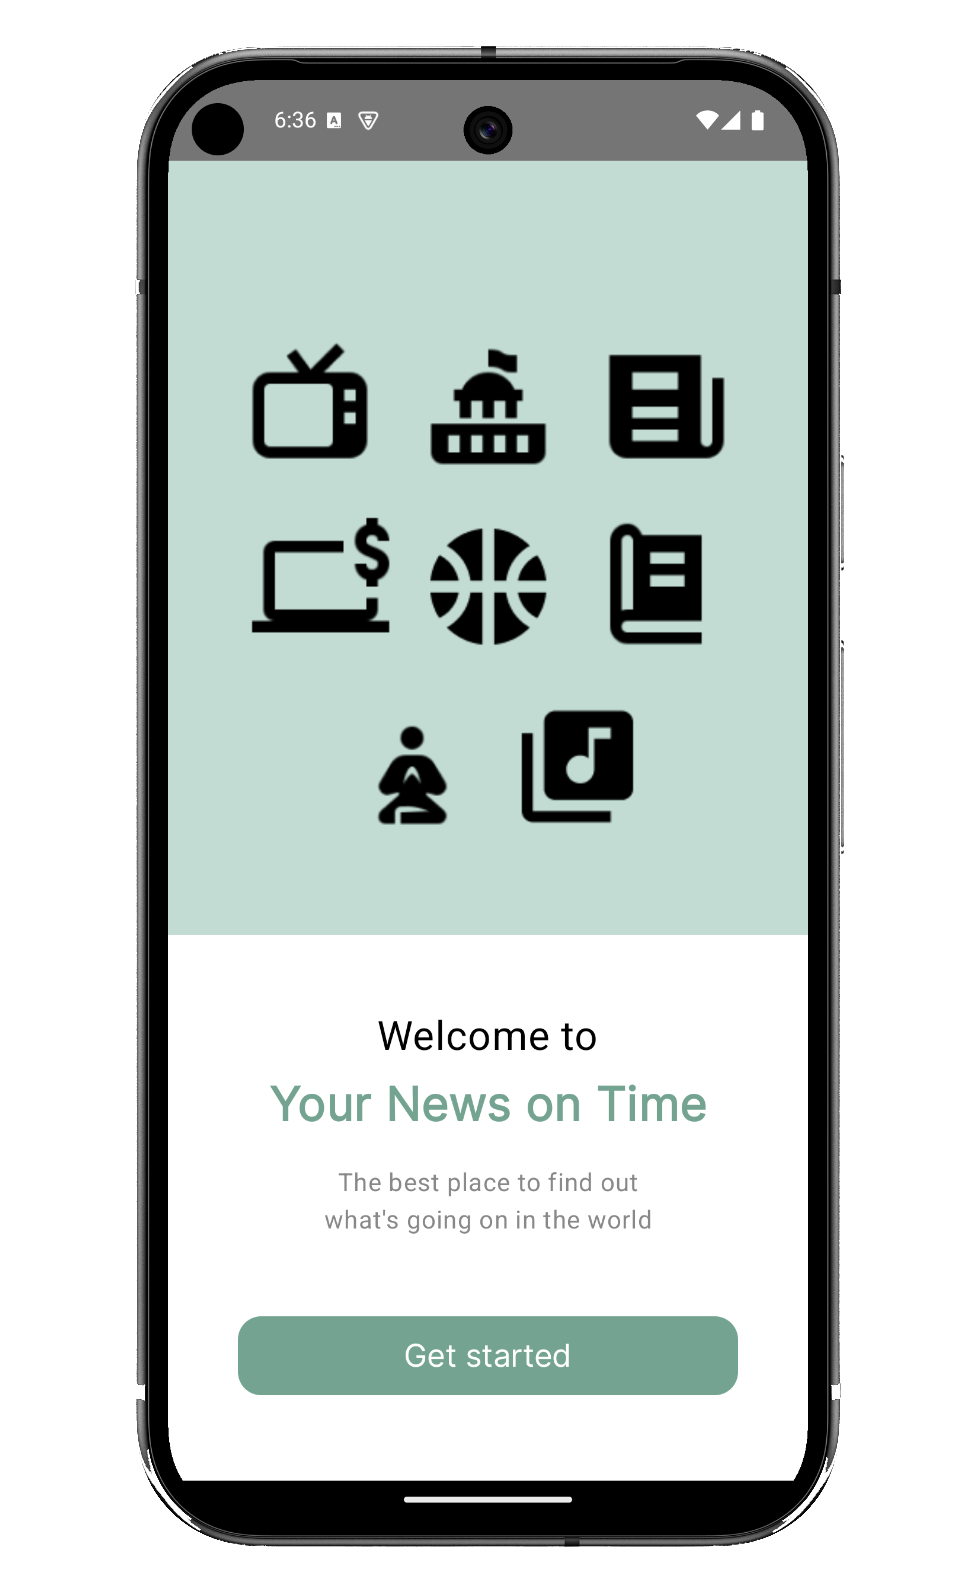 6:36
Welcome to
Your News on Time
The best place to find out
what's going on in the world
Get started